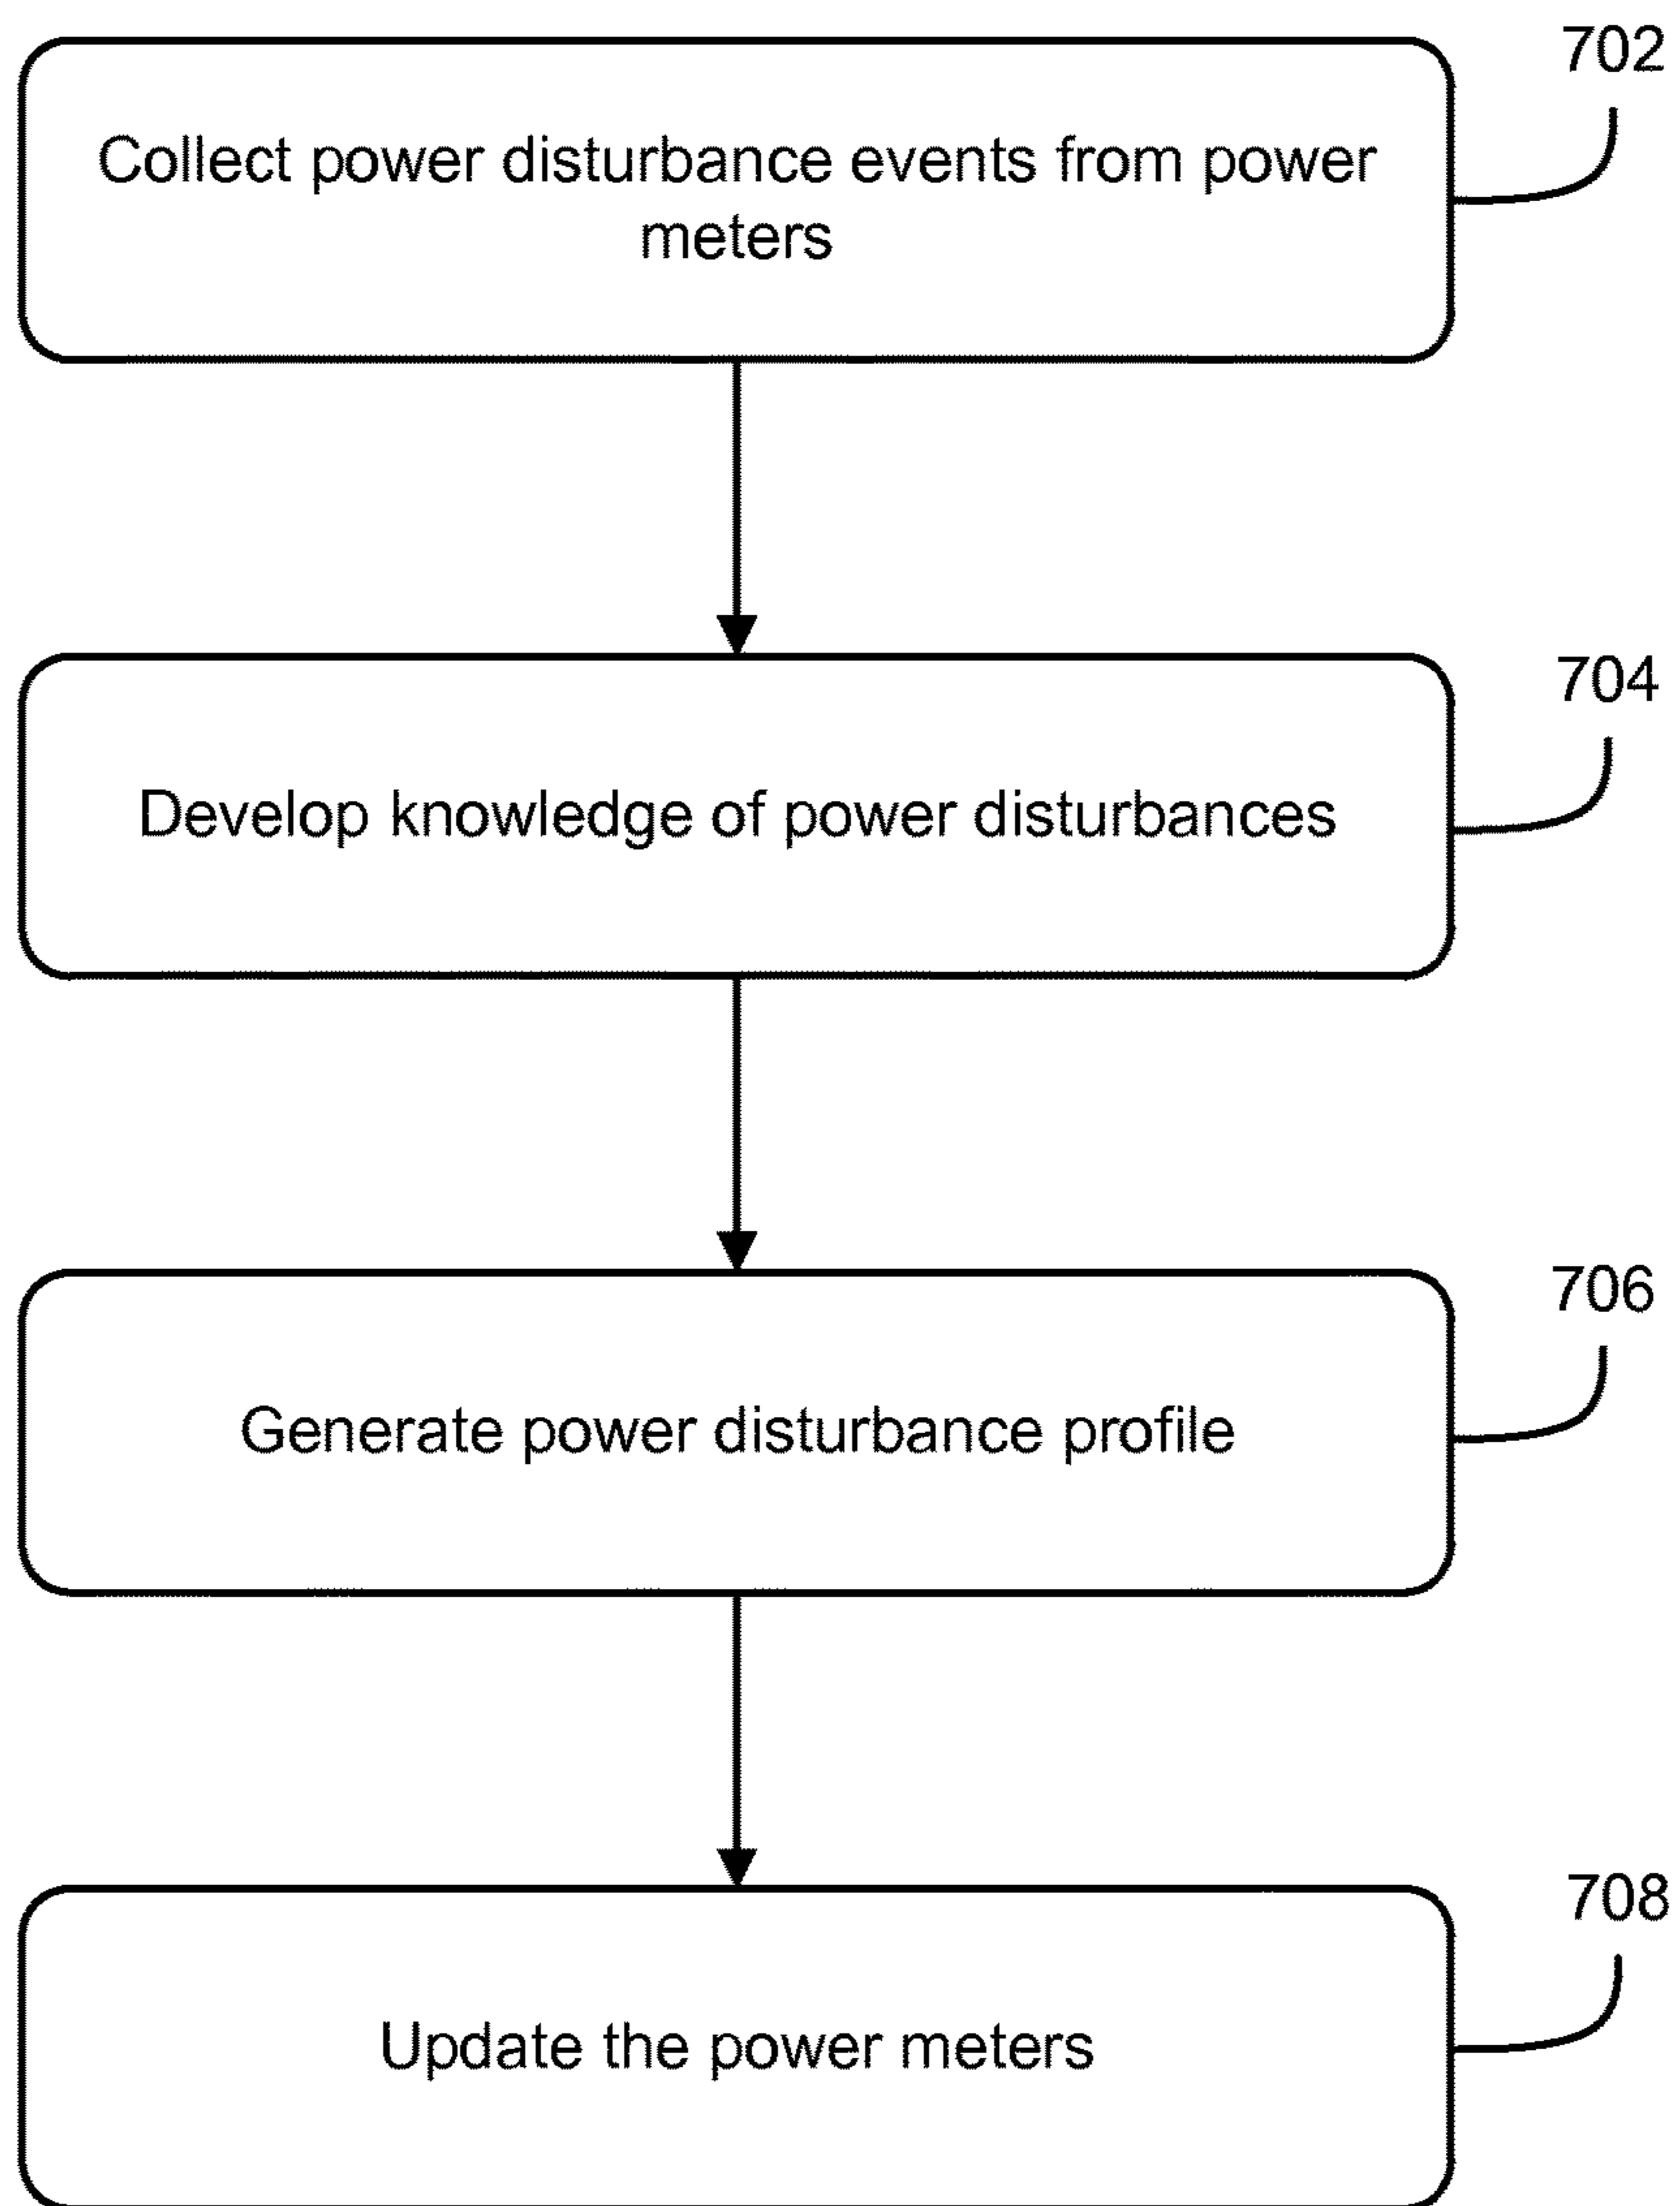 702
Collect power disturbance events from power
meters
704
Develop knowledge of power disturbances
706
Generate power disturbance profile
708
Update the power meters